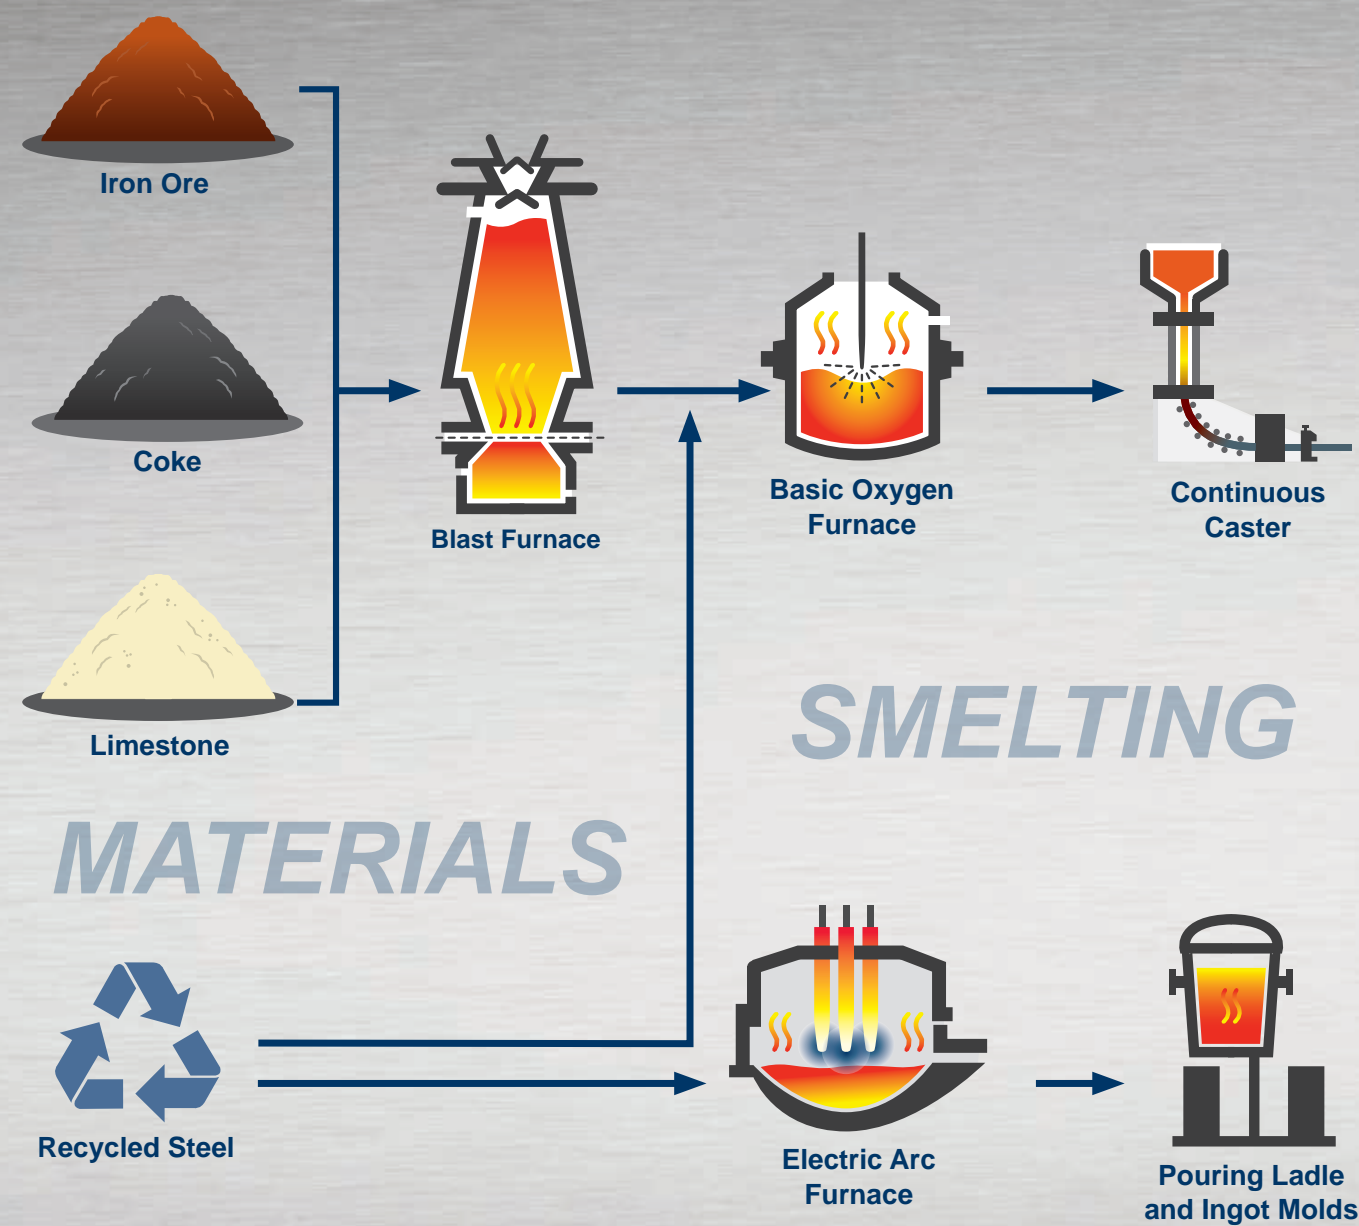 Iron Ore
Coke
Limestone
Blast Furnace
Basic Oxygen
Furnace
Continuous
Caster
SMELTING
MATERIALS
Recycled Steel
Electric Arc
Furnace
Pouring Ladle
and Ingot Molds